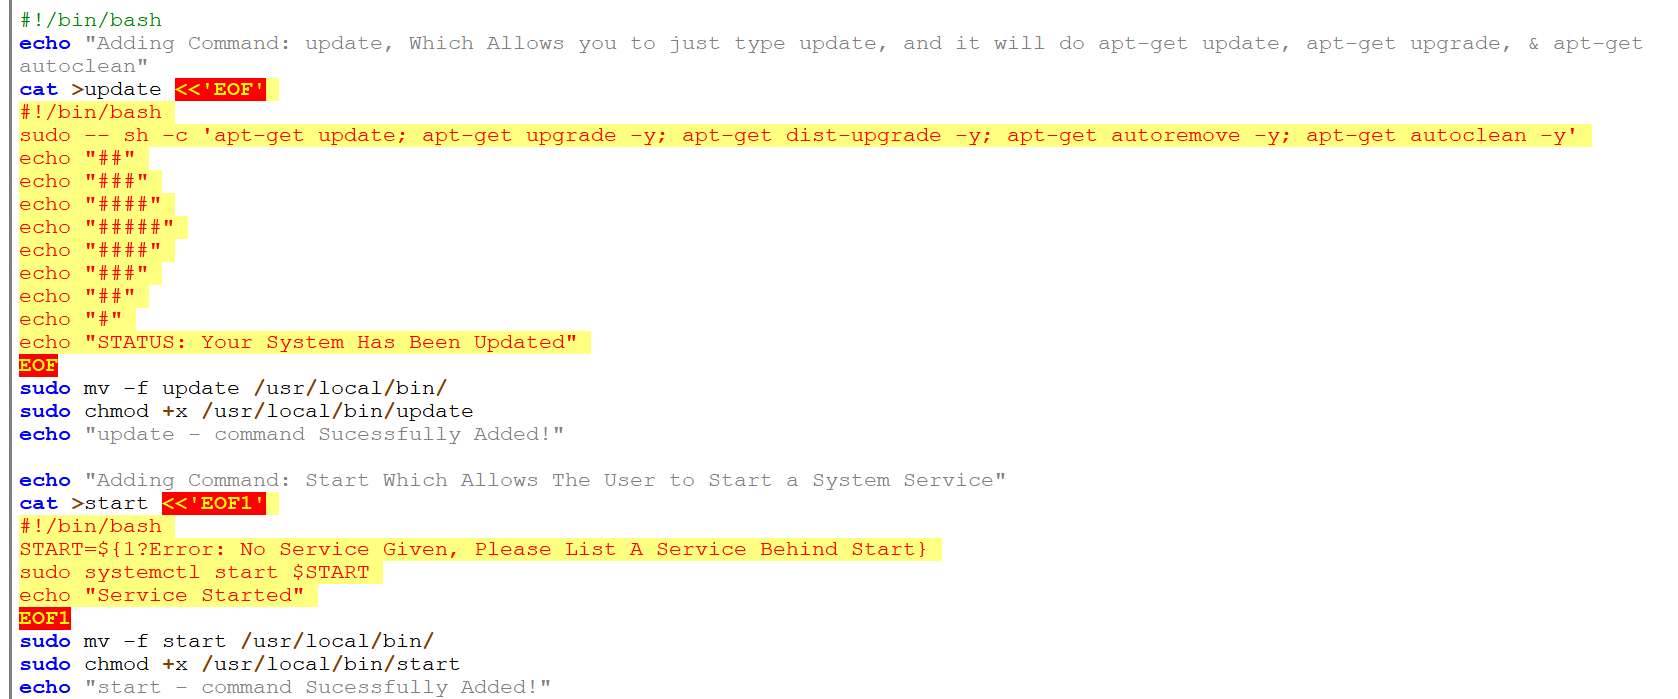 #!/bin/bash
echo "Adding Command: update, Which Allows you to just type update, and it will do apt-get update, apt-get upgrade, & apt-get
autoclean"
cat >update <<'EOF'
#!/bin/bash
sudo -- sh -c 'apt-get update; apt-get upgrade -y; apt-get dist-upgrade -y; apt-get autoremove -y; apt-get autoclean -y'
echo "##"
echo "###"
echo "####"
echo "#####"
echo "####"
echo "###"
echo "##"
echo "#"
echo "STATUS: Your System Has Been Updated"
EOF
sudo mv -f update /usr/local/bin/
sudo chmod +x /usr/local/bin/update
echo "update - command Sucessfully Added!"
echo "Adding Command: Start Which Allows The User to Start a System Service"
cat >start <<'EOF1'
#!/bin/bash
START=${1?Error: No Service Given, Please List A Service Behind Start}
sudo systemctl start $START
echo "Service Started"
EOF1
sudo mv -f start /usr/local/bin/
sudo chmod +x /usr/local/bin/start
echo "start - command Sucessfully Added!"